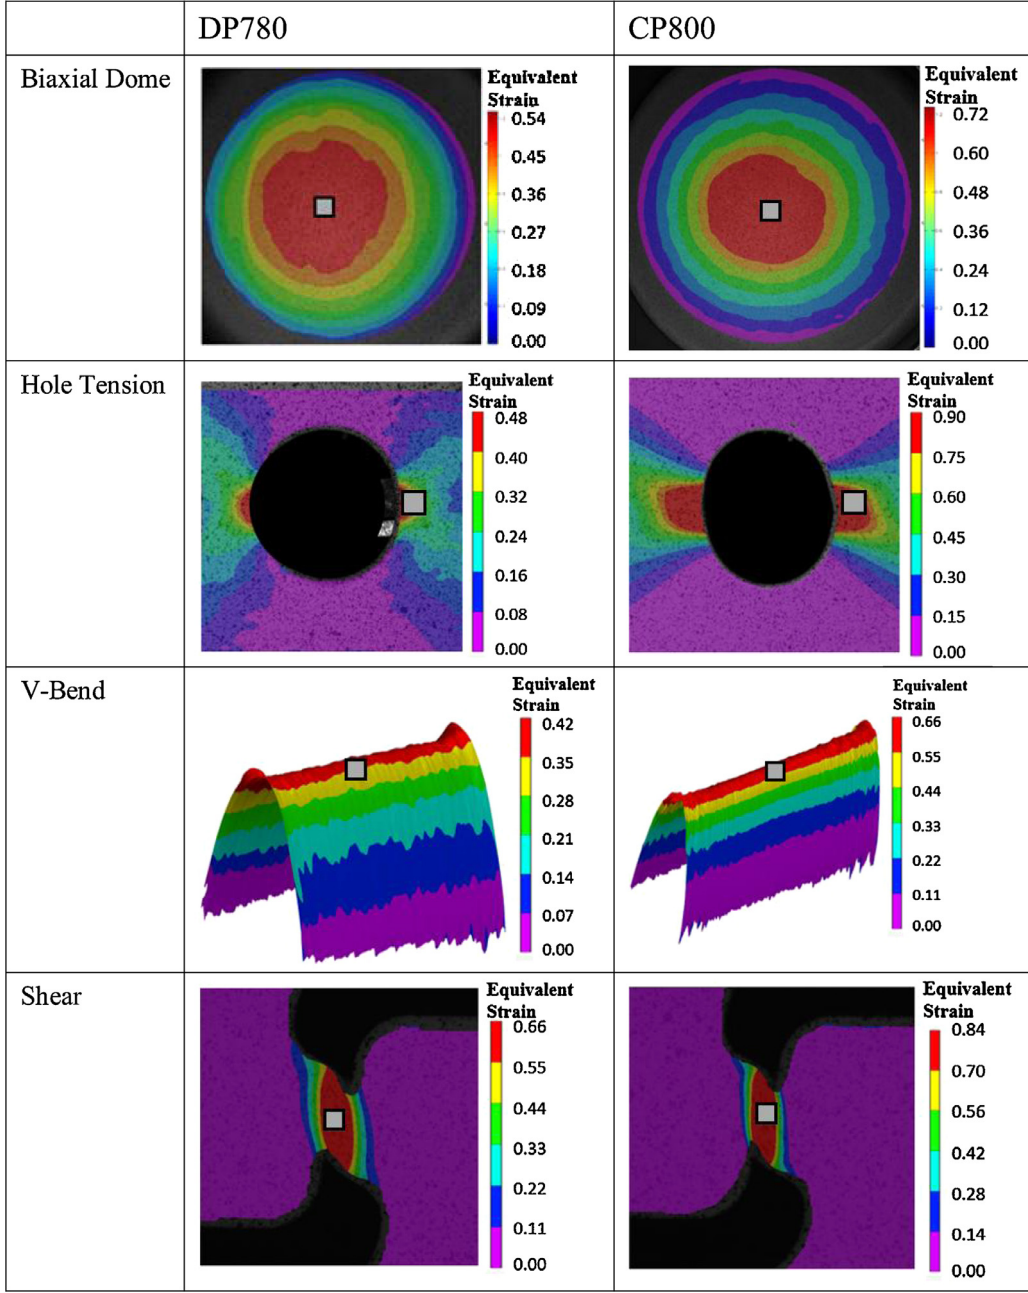 DP780
CP800
Biaxial Dome
Equivalent
Strain
0.54
0.45
0.36
0.27
0.18
0.09
0.00
Equivalent
Strain
0.72
0.60
0.48
0.36
0.24
0.12
0.00
Hole Tension
Equivalent
Strain
0.48
0.40
0.32
0.24
0.16
0.08
0.00
Equivalent
Strain
0.90
0.75
0.60
0.45
0.30
0.15
0.00
V-Bend
Equivalent
Strain
0.42
0.35
0.28
0.21
0.14
0.07
0.00
Equivalent
Strain
0.66
0.55
0.44
0.33
0.22
0.11
0.00
Shear
Equivalent
Strain
0.66
0.55
0.44
0.33
0.22
0.11
0.00
Equivalent
Strain
0.84
0.70
0.56
0.42
0.28
0.14
0.00